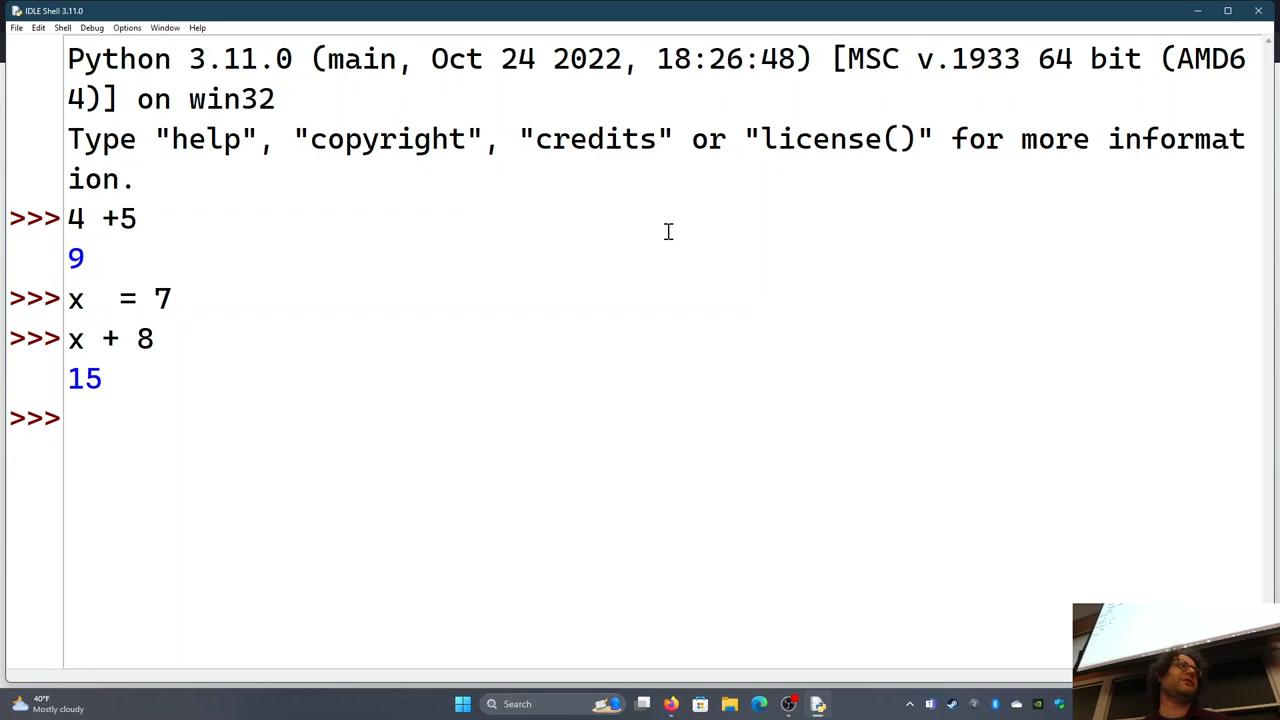 IDLE Shell 3.11.0
File Edit Shell Debug Options Window Help
Python 3.11.0 (main, Oct 24 2022, 18:26:48) [MSC v.1933 64 bit (AMD6
4)] on win32
Type "help", "copyright", "credits" or "license()" for more informat
ion.
>>> 4 +5
9
>>> x  = 7
>>> x + 8
15
>>>
40°F
Mostly cloudy
Search